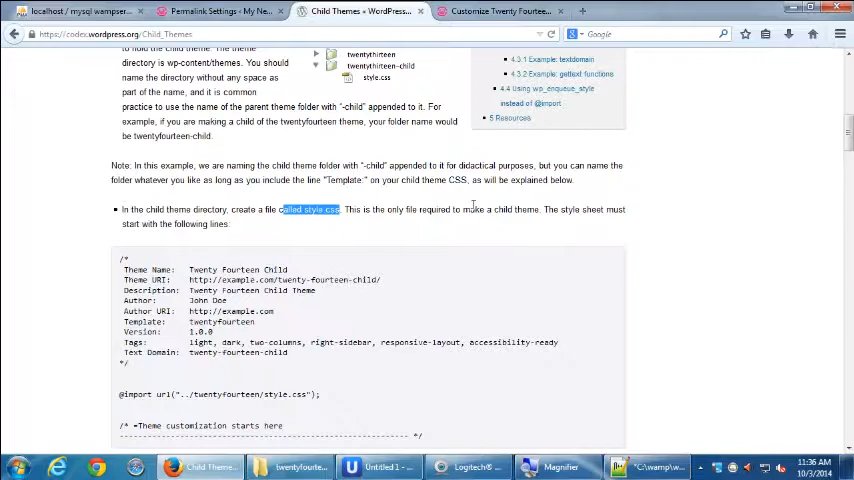 localhost / mysql wampser...
Permalink Settings ‹ My Ne...
Child Themes « WordPress...
Customize Twenty Fourtee...
https://codex.wordpress.org/Child_Themes
Google
to hold the child theme. The theme
directory is wp-content/themes. You should
name the directory without any space as
part of the name, and it is common
practice to use the name of the parent theme folder with “-child” appended to it. For
example, if you are making a child of the twentyfourteen theme, your folder name would
be twentyfourteen-child.
twentythirteen
twentythirteen-child
style.css
4.3.1 Example: textdomain
4.3.2 Example: gettext functions
4.4 Using wp_enqueue_style
instead of @import
5 Resources
Note: In this example, we are naming the child theme folder with “-child” appended to it for didactical purposes, but you can name the
folder whatever you like as long as you include the line "Template:" on your child theme CSS, as will be explained below.
In the child theme directory, create a file called style.css. This is the only file required to make a child theme. The style sheet must
start with the following lines:
/*
Theme Name: Twenty Fourteen Child
Theme URI: http://example.com/twenty-fourteen-child/
Description: Twenty Fourteen Child Theme
Author: John Doe
Author URI: http://example.com
Template: twentyfourteen
Version: 1.0.0
Tags: light, dark, two-columns, right-sidebar, responsive-layout, accessibility-ready
Text Domain: twenty-fourteen-child
*/
@import url("../twentyfourteen/style.css");
/* =Theme customization starts here
-------------------------------------------------------------- */
Child Theme...
twentyfourte...
Untitled 1 - ...
Logitech® ...
Magnifier
*C:\wamp\w...
11:36 AM
10/3/2014